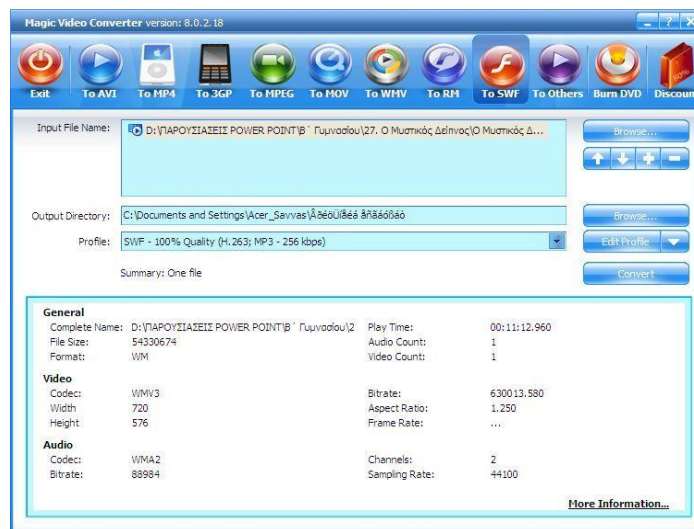 Magic Video Converter version: 8.0.2.18
Exit To AVI To MP4 To 3GP To MPEG To MOV To WMV To RM To SWF To Others Burn DVD Discoun
Input File Name: D:\ΠΑΡΟΥΣΙΑΣΕΙΣ POWER POINT\Β΄ Γυμνασίου\27. Ο Μυστικός Δείπνος\Ο Μυστικός Δ... Browse...
Output Directory: C:\Documents and Settings\Acer_Savvas\ Browse...
Profile: SWF - 100% Quality (H.263; MP3 - 256 kbps) Edit Profile
Summary: One file Convert
General
Complete Name: D:\ΠΑΡΟΥΣΙΑΣΕΙΣ POWER POINT\Β΄ Γυμνασίου\2 Play Time: 00:11:12.960
File Size: 54330674 Audio Count: 1
Format: WM Video Count: 1
Video
Codec: WMV3 Bitrate: 630013.580
Width 720 Aspect Ratio: 1.250
Height 576 Frame Rate: ...
Audio
Codec: WMA2 Channels: 2
Bitrate: 88984 Sampling Rate: 44100
More Information...